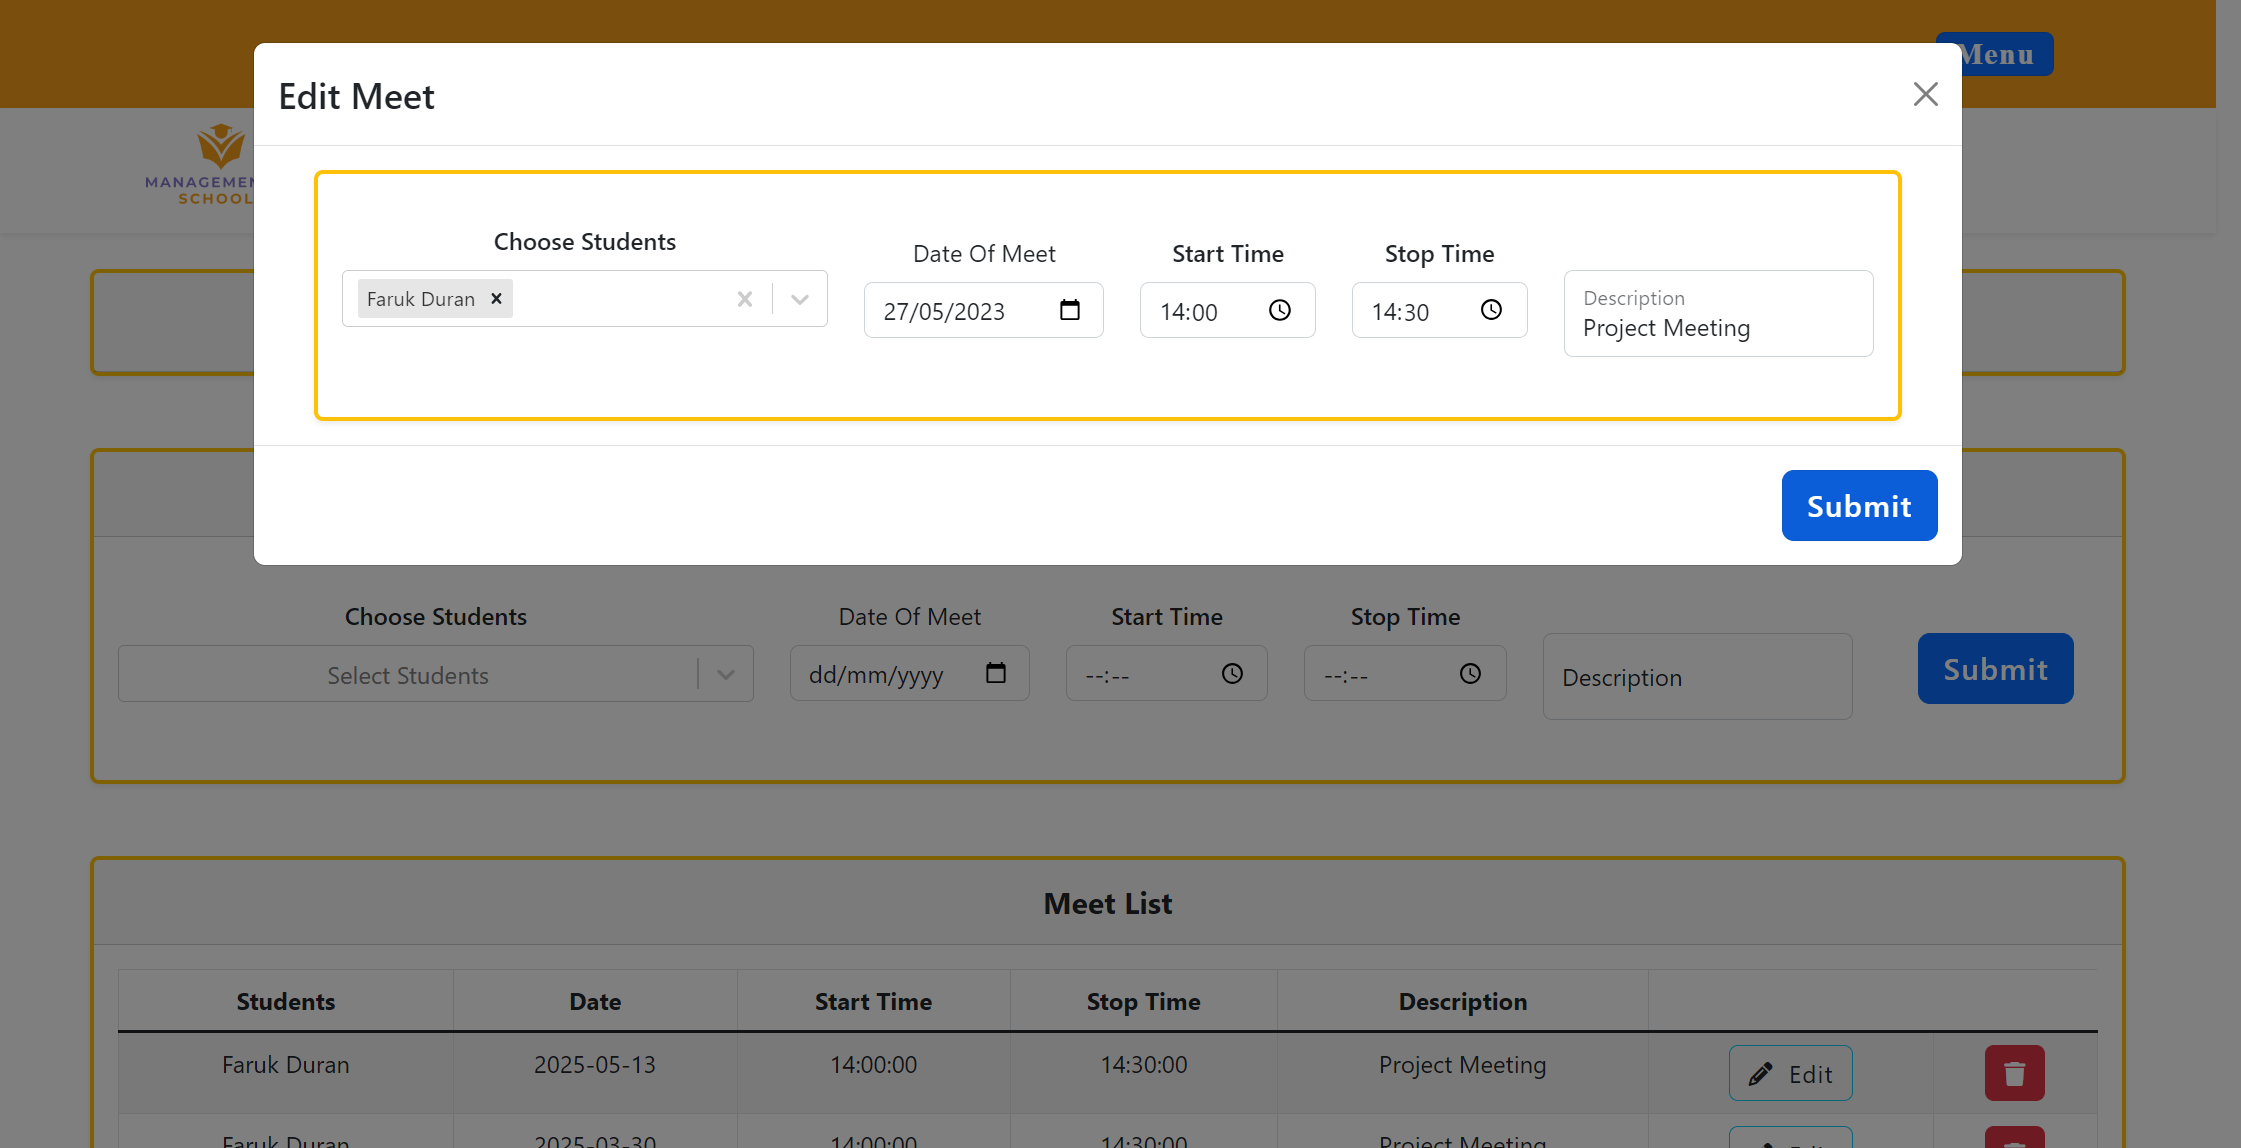 Menu
Edit Meet
MANAGEMEN
SCHOOL
Choose Students
Date Of Meet
Start Time
Stop Time
Faruk Duran
27/05/2023
14:00
14:30
Description
Project Meeting
Submit
Choose Students
Date Of Meet
Start Time
Stop Time
Select Students
dd/mm/yyyy
--:--
--:--
Description
Submit
Meet List
Students Date Start Time Stop Time Description
Faruk Duran 2025-05-13 14:00:00 14:30:00 Project Meeting Edit
Faruk Duran 2025-03-30 14:00:00 14:30:00 Project Meeting Edit